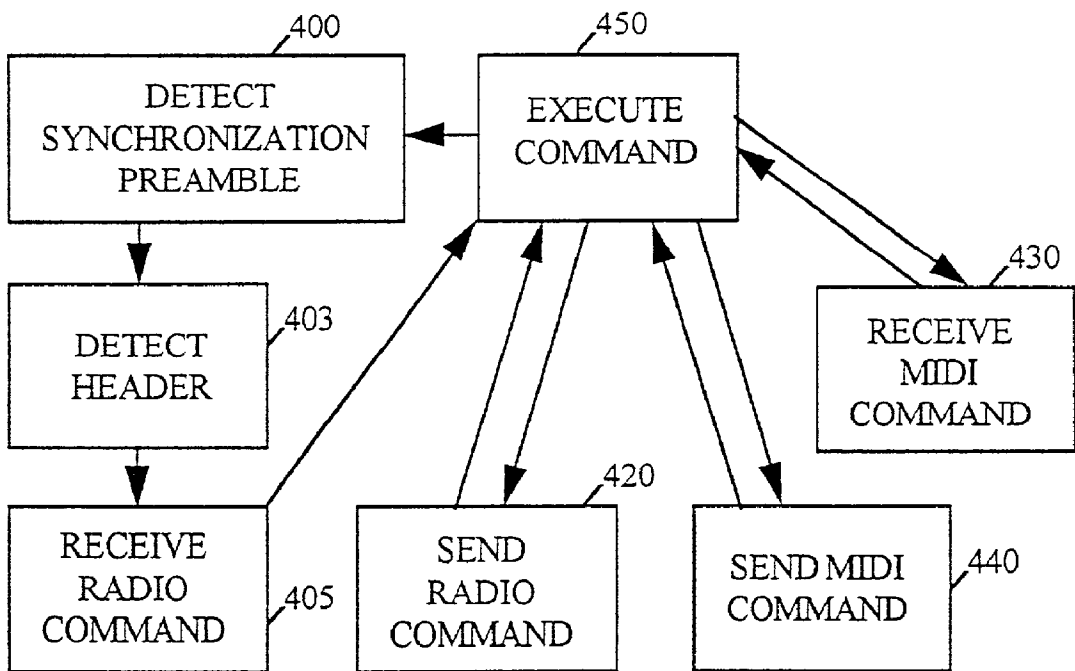 400
DETECT
SYNCHRONIZATION
PREAMBLE
450
EXECUTE
COMMAND
403
DETECT
HEADER
430
RECEIVE
MIDI
COMMAND
RECEIVE
RADIO
COMMAND
405
420
SEND
RADIO
COMMAND
SEND MIDI
COMMAND
440